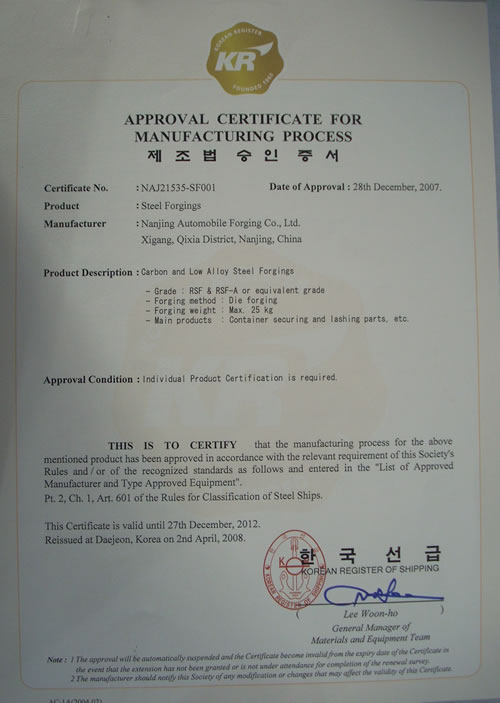 KOREAN REGISTER
KR
FOUNDED 1960
APPROVAL CERTIFICATE FOR
MANUFACTURING PROCESS
제조법승인증서
Certificate No. : NAJ21535-SF001 Date of Approval : 28th December, 2007.
Product : Steel Forgings
Manufacturer : Nanjing Automobile Forging Co., Ltd.
Xigang, Qixia District, Nanjing, China
Product Description : Carbon and Low Alloy Steel Forgings
- Grade : RSF & RSF-A or equivalent grade
- Forging method : Die forging
- Forging weight : Max. 25 kg
- Main products : Container securing and lashing parts, etc.
Approval Condition : Individual Product Certification is required.
THIS IS TO CERTIFY that the manufacturing process for the above
mentioned product has been approved in accordance with the relevant requirement of this Society's
Rules and / or of the recognized standards as follows and entered in the "List of Approved
Manufacturer and Type Approved Equipment".
Pt. 2, Ch. 1, Art. 601 of the Rules for Classification of Steel Ships.
This Certificate is valid until 27th December, 2012.
Reissued at Daejeon, Korea on 2nd April, 2008.
한국선급
KOREAN REGISTER OF SHIPPING
( Lee Woon-ho )
General Manager of
Materials and Equipment Team
Note : 1 The approval will be automatically suspended and the Certificate become invalid from the expiry date of the Certificate in
the event that the extension has not been granted or is not under attendance for completion of the renewal survey.
2 The manufacturer should notify this Society of any modification or changes that may affect the validity of this Certificate.